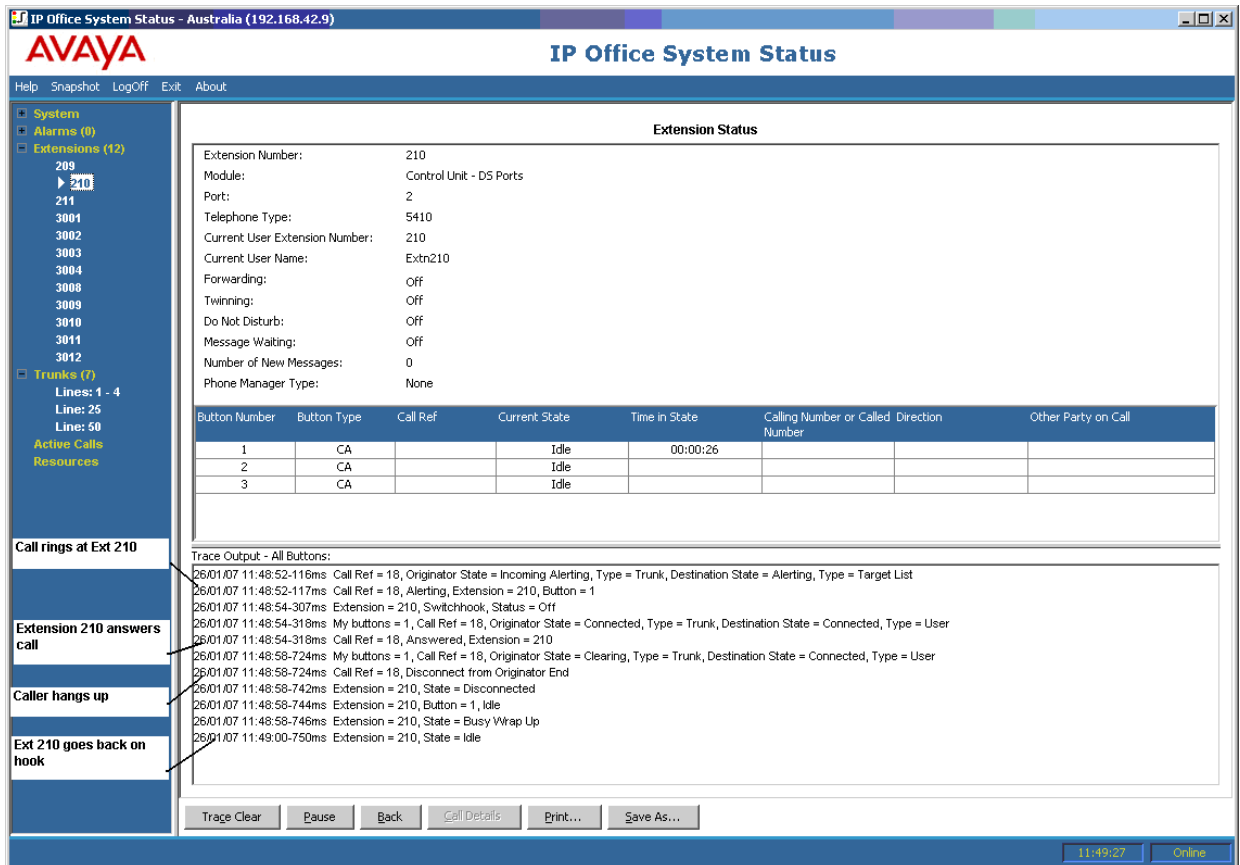 IP Office System Status - Australia (192.168.42.9)
AVAYA
IP Office System Status
Help Snapshot LogOff Exit About
System
Alarms (0)
Extensions (12)
209
210
211
3001
3002
3003
3004
3008
3009
3010
3011
3012
Trunks (7)
Lines: 1 - 4
Line: 25
Line: 50
Active Calls
Resources
Call rings at Ext 210
Extension 210 answers
call
Caller hangs up
Ext 210 goes back on
hook
Extension Status
Extension Number: 210
Module: Control Unit - DS Ports
Port: 2
Telephone Type: 5410
Current User Extension Number: 210
Current User Name: Extn210
Forwarding: Off
Twinning: Off
Do Not Disturb: Off
Message Waiting: Off
Number of New Messages: 0
Phone Manager Type: None
Button Number Button Type Call Ref Current State Time in State Calling Number or Called Number Direction Other Party on Call
1 CA Idle 00:00:26
2 CA Idle
3 CA Idle
Trace Output - All Buttons:
26/01/07 11:48:52-116ms Call Ref = 18, Originator State = Incoming Alerting, Type = Trunk, Destination State = Alerting, Type = Target List
26/01/07 11:48:52-117ms Call Ref = 18, Alerting, Extension = 210, Button = 1
26/01/07 11:48:54-307ms Extension = 210, Switchhook, Status = Off
26/01/07 11:48:54-318ms My buttons = 1, Call Ref = 18, Originator State = Connected, Type = Trunk, Destination State = Connected, Type = User
26/01/07 11:48:54-318ms Call Ref = 18, Answered, Extension = 210
26/01/07 11:48:58-724ms My buttons = 1, Call Ref = 18, Originator State = Clearing, Type = Trunk, Destination State = Connected, Type = User
26/01/07 11:48:58-724ms Call Ref = 18, Disconnect from Originator End
26/01/07 11:48:58-742ms Extension = 210, State = Disconnected
26/01/07 11:48:58-744ms Extension = 210, Button = 1, Idle
26/01/07 11:48:58-746ms Extension = 210, State = Busy Wrap Up
26/01/07 11:49:00-750ms Extension = 210, State = Idle
Trace Clear Pause Back Call Details Print... Save As...
11:49:27 Online